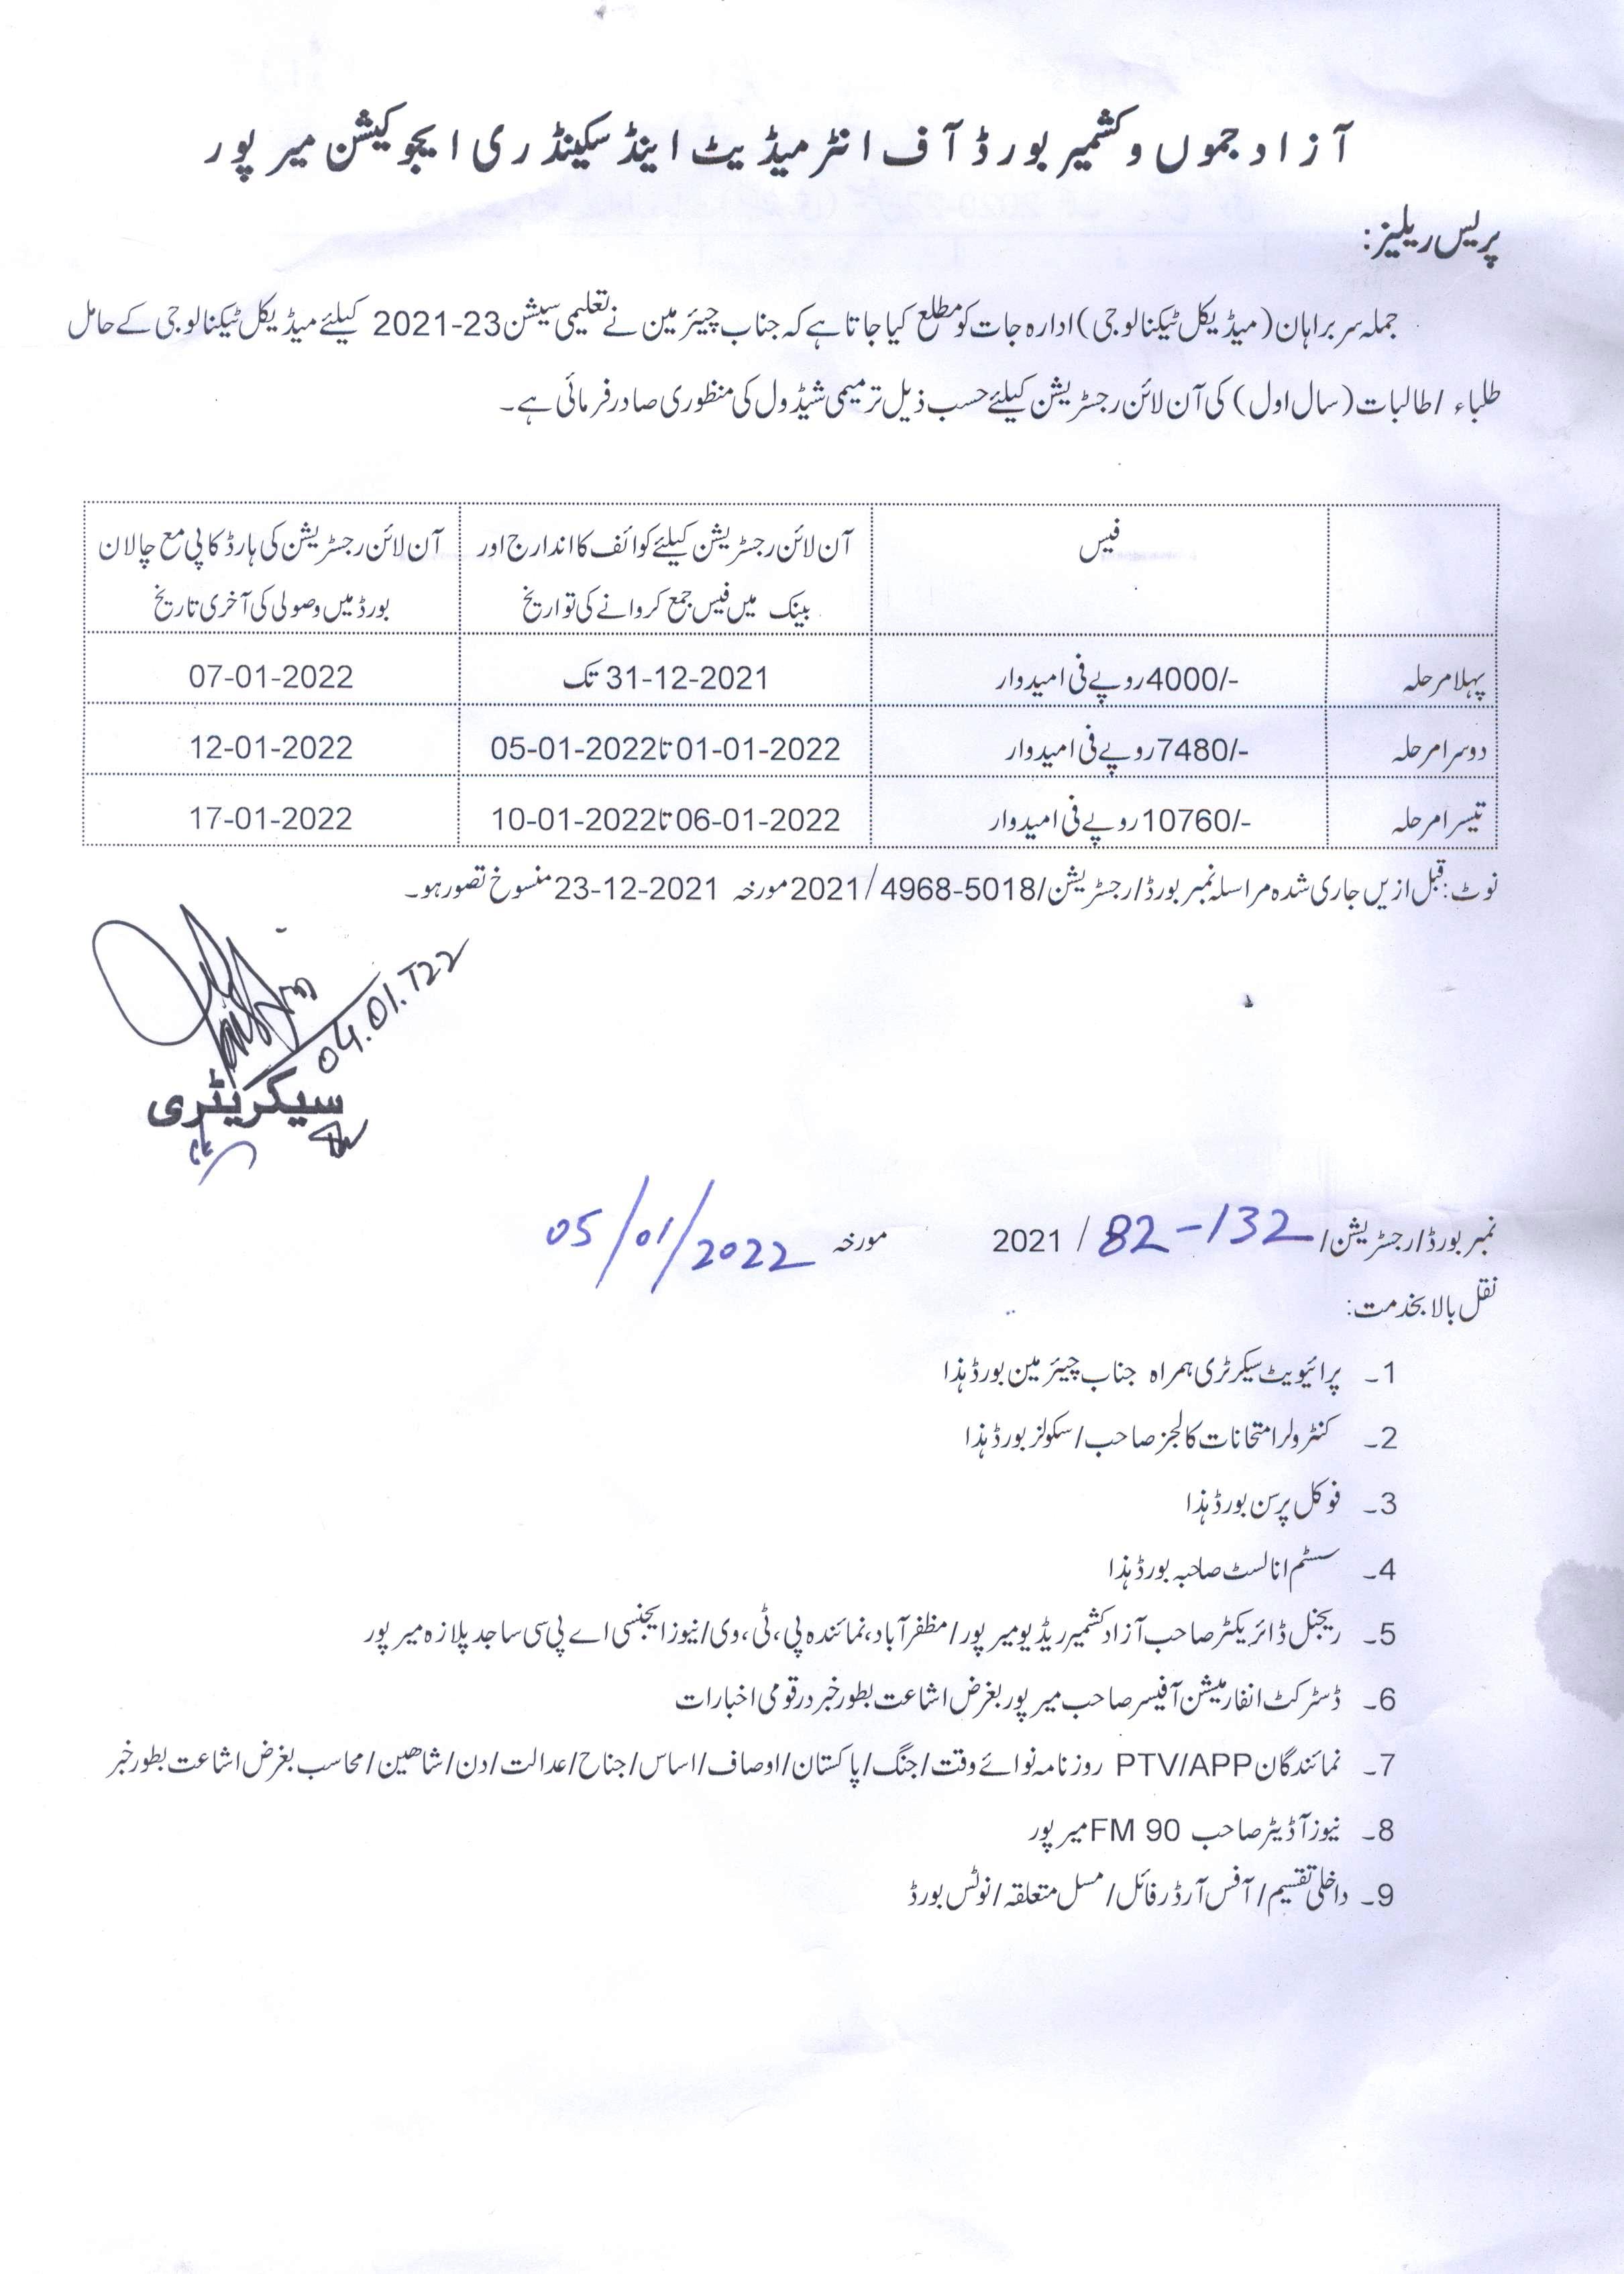 آزاد جموں و کشمیر بورڈ آف انٹرمیڈیٹ اینڈ سکینڈری ایجوکیشن میرپور
پریس ریلیز:
جملہ سربراہان (میڈیکل ٹیکنالوجی) ادارہ جات کو مطلع کیا جاتا ہے کہ جناب چیئرمین نے تعلیمی سیشن 2021-23 کیلئے میڈیکل ٹیکنالوجی کے حامل
طلباء /طالبات (سال اول) کی آن لائن رجسٹریشن کیلئے حسب ذیل ترمیمی شیڈول کی منظوری صادر فرمائی ہے۔
فیس آن لائن رجسٹریشن کیلئے کوائف کا اندارج اور آن لائن رجسٹریشن کی ہارڈ کاپی مع چالان
بینک میں فیس جمع کروانے کی تواریخ بورڈ میں وصولی کی آخری تاریخ
پہلا مرحلہ 4000/- روپے فی امیدوار 31-12-2021 تک 07-01-2022
دوسرا مرحلہ 7480/- روپے فی امیدوار 01-01-2022 تا 05-01-2022 12-01-2022
تیسرا مرحلہ 10760/- روپے فی امیدوار 06-01-2022 تا 10-01-2022 17-01-2022
نوٹ: قبل ازیں جاری شدہ مراسلہ نمبر بورڈ/رجسٹریشن/4968-5018/2021 مورخہ 23-12-2021 منسوخ تصور ہو۔
04.01.T22
سیکریٹری
نمبر بورڈ/رجسٹریشن/ 82-132 / 2021 مورخہ 05/01/2022
نقل بالا بخدمت:
1۔ پرائیویٹ سیکرٹری ہمراہ جناب چیئرمین بورڈ ہذا
2۔ کنٹرولر امتحانات کالجز صاحب/سکولز بورڈ ہذا
3۔ فوکل پرسن بورڈ ہذا
4۔ سسٹم انالسٹ صاحبہ بورڈ ہذا
5۔ ریجنل ڈائریکٹر صاحب آزاد کشمیر ریڈیو میرپور/مظفرآباد، نمائندہ پی، ٹی، وی/نیوز ایجنسی اے پی سی ساجد پلازہ میرپور
6۔ ڈسٹرکٹ انفارمیشن آفیسر صاحب میرپور بغرض اشاعت بطور خبر در قومی اخبارات
7۔ نمائندگان PTV/APP روزنامہ نوائے وقت/جنگ/پاکستان/اوصاف/اساس/جناح/عدالت/دن/شاھین/محاسب بغرض اشاعت بطور خبر
8۔ نیوز آڈیٹر صاحب FM 90 میرپور
9۔ داخلی تقسیم/آفس آرڈر فائل/مسل متعلقہ/نوٹس بورڈ